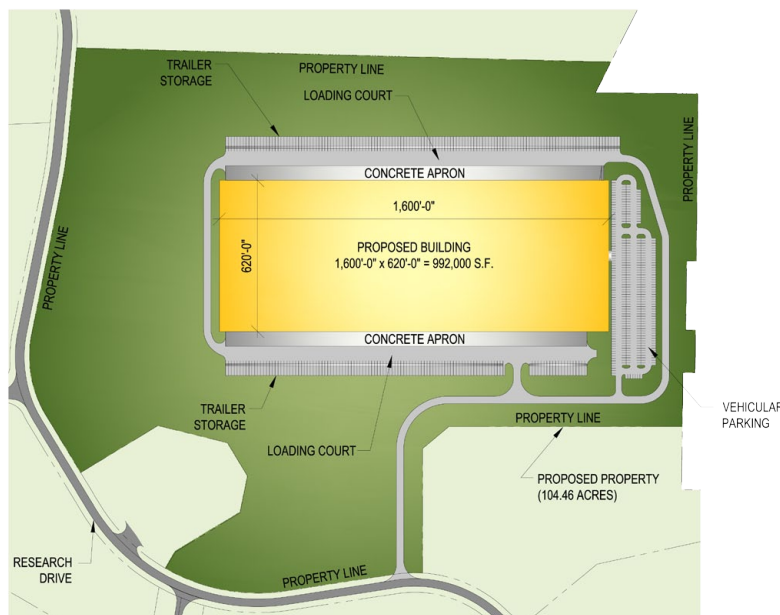 TRAILER
STORAGE
PROPERTY LINE
LOADING COURT
PROPERTY LINE
CONCRETE APRON
1,600'-0"
620'-0"
PROPOSED BUILDING
1,600'-0" x 620'-0" = 992,000 S.F.
PROPERTY LINE
CONCRETE APRON
TRAILER
STORAGE
LOADING COURT
PROPERTY LINE
VEHICULAR
PARKING
PROPOSED PROPERTY
(104.46 ACRES)
RESEARCH
DRIVE
PROPERTY LINE